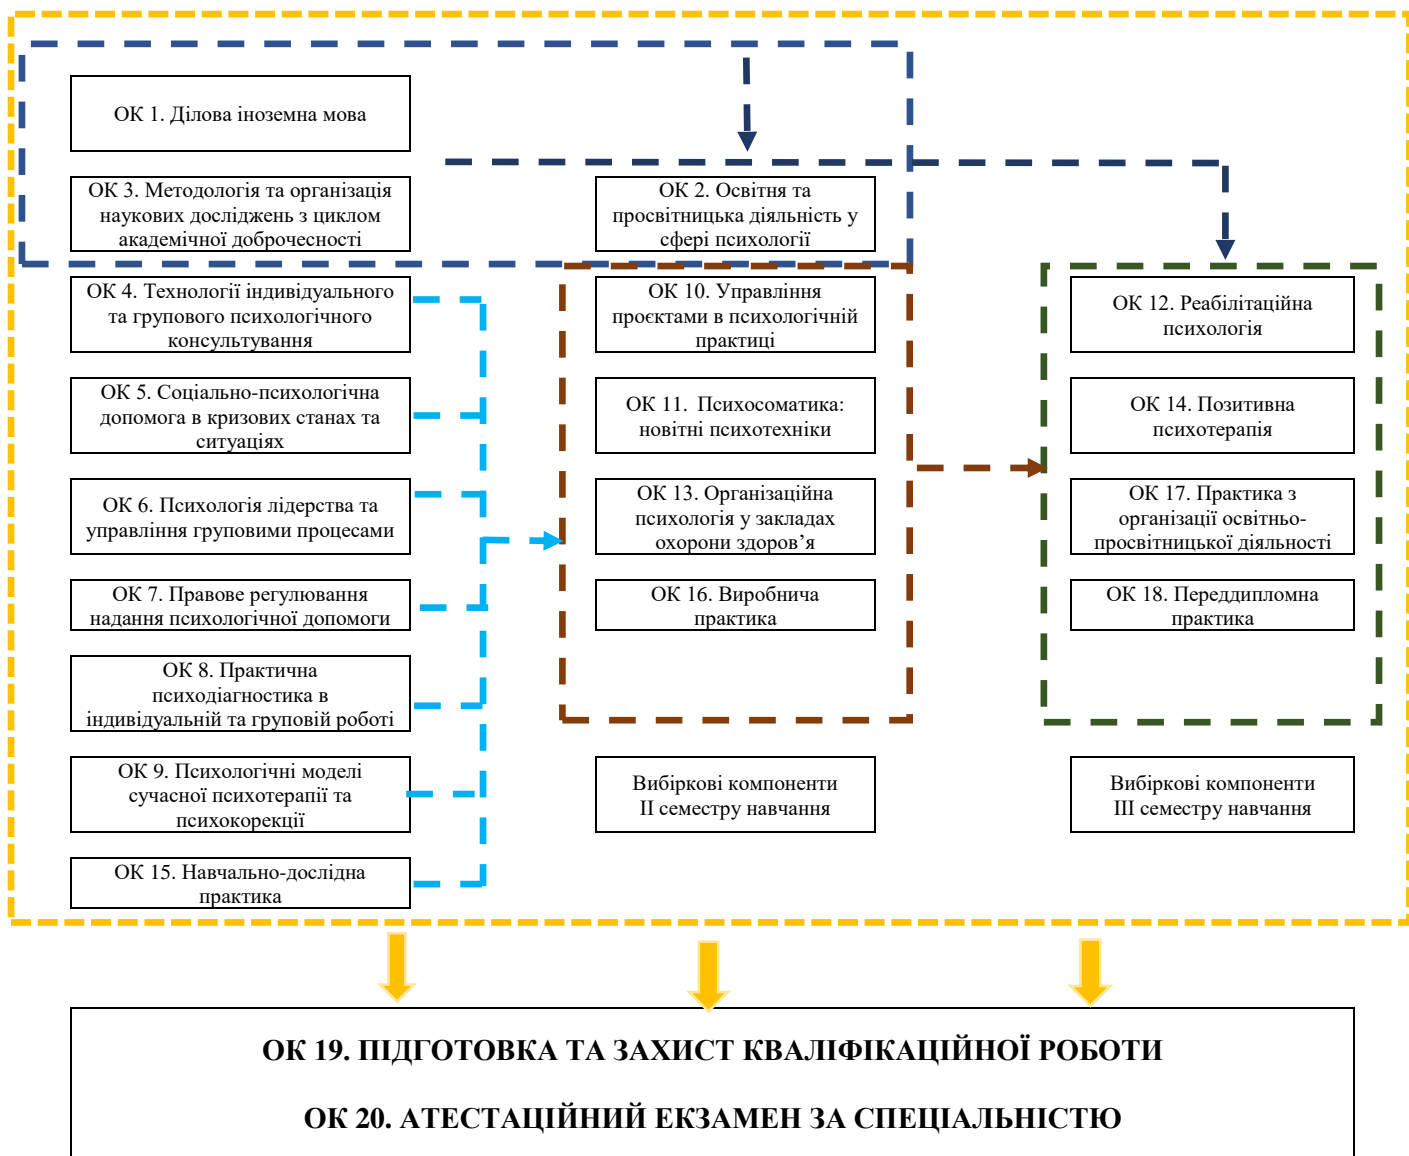 ОК 1. Ділова іноземна мова
ОК 3. Методологія та організація
наукових досліджень з циклом
академічної доброчесності
ОК 4. Технології індивідуального
та групового психологічного
консультування
ОК 5. Соціально-психологічна
допомога в кризових станах та
ситуаціях
ОК 6. Психологія лідерства та
управління груповими процесами
ОК 7. Правове регулювання
надання психологічної допомоги
ОК 8. Практична
психодіагностика в
індивідуальній та груповій роботі
ОК 9. Психологічні моделі
сучасної психотерапії та
психокорекції
ОК 15. Навчально-дослідна
практика
ОК 2. Освітня та
просвітницька діяльність у
сфері психології
ОК 10. Управління
проєктами в психологічній
практиці
ОК 11. Психосоматика:
новітні психотехніки
ОК 13. Організаційна
психологія у закладах
охорони здоров’я
ОК 16. Виробнича
практика
Вибіркові компоненти
ІІ семестру навчання
ОК 12. Реабілітаційна
психологія
ОК 14. Позитивна
психотерапія
ОК 17. Практика з
організації освітньо-
просвітницької діяльності
ОК 18. Переддипломна
практика
Вибіркові компоненти
ІІІ семестру навчання
ОК 19. ПІДГОТОВКА ТА ЗАХИСТ КВАЛІФІКАЦІЙНОЇ РОБОТИ
ОК 20. АТЕСТАЦІЙНИЙ ЕКЗАМЕН ЗА СПЕЦІАЛЬНІСТЮ